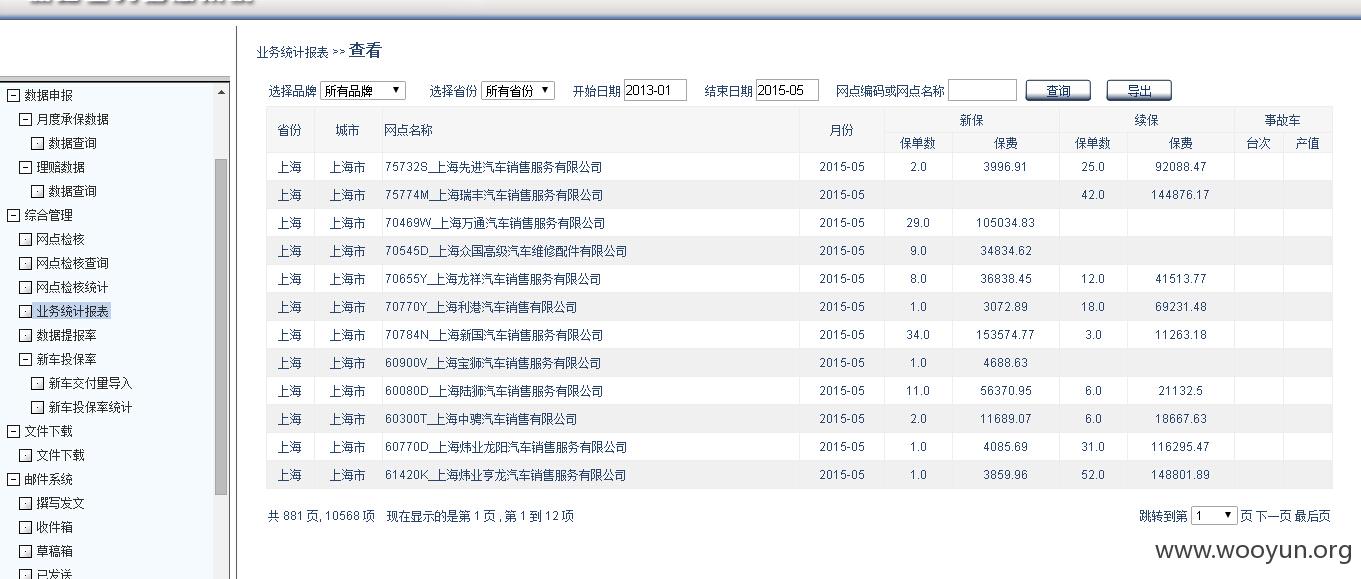 业务统计报表 >> 查看
选择品牌 所有品牌 选择省份 所有省份 开始日期 2013-01 结束日期 2015-05 网点编码或网点名称 查询 导出
数据申报
月度承保数据
数据查询
理赔数据
数据查询
综合管理
网点检核
网点检核查询
网点检核统计
业务统计报表
数据提报率
新车投保率
新车交付量导入
新车投保率统计
文件下载
文件下载
邮件系统
撰写发文
收件箱
草稿箱
已发送
省份 城市 网点名称 月份 新保 续保 事故车
保单数 保费 保单数 保费 台次 产值
上海 上海市 75732S_上海先进汽车销售服务有限公司 2015-05 2.0 3996.91 25.0 92088.47
上海 上海市 75774M_上海瑞丰汽车销售服务有限公司 2015-05 42.0 144876.17
上海 上海市 70469W_上海万通汽车销售服务有限公司 2015-05 29.0 105034.83
上海 上海市 70545D_上海众国高级汽车维修配件有限公司 2015-05 9.0 34834.62
上海 上海市 70655Y_上海龙祥汽车销售服务有限公司 2015-05 8.0 36838.45 12.0 41513.77
上海 上海市 70770Y_上海利港汽车销售有限公司 2015-05 1.0 3072.89 18.0 69231.48
上海 上海市 70784N_上海新国汽车销售服务有限公司 2015-05 34.0 153574.77 3.0 11263.18
上海 上海市 60900V_上海宝狮汽车销售服务有限公司 2015-05 1.0 4688.63
上海 上海市 60080D_上海陆狮汽车销售服务有限公司 2015-05 11.0 56370.95 6.0 21132.5
上海 上海市 60300T_上海中骋汽车销售有限公司 2015-05 2.0 11689.07 6.0 18667.63
上海 上海市 60770D_上海炜业龙阳汽车销售服务有限公司 2015-05 1.0 4085.69 31.0 116295.47
上海 上海市 61420K_上海炜业亨龙汽车销售服务有限公司 2015-05 1.0 3859.96 52.0 148801.89
共 881 页, 10568 项 现在显示的是第 1 页 , 第 1 到 12 项
跳转到第 1 页 下一页 最后页
www.wooyun.org